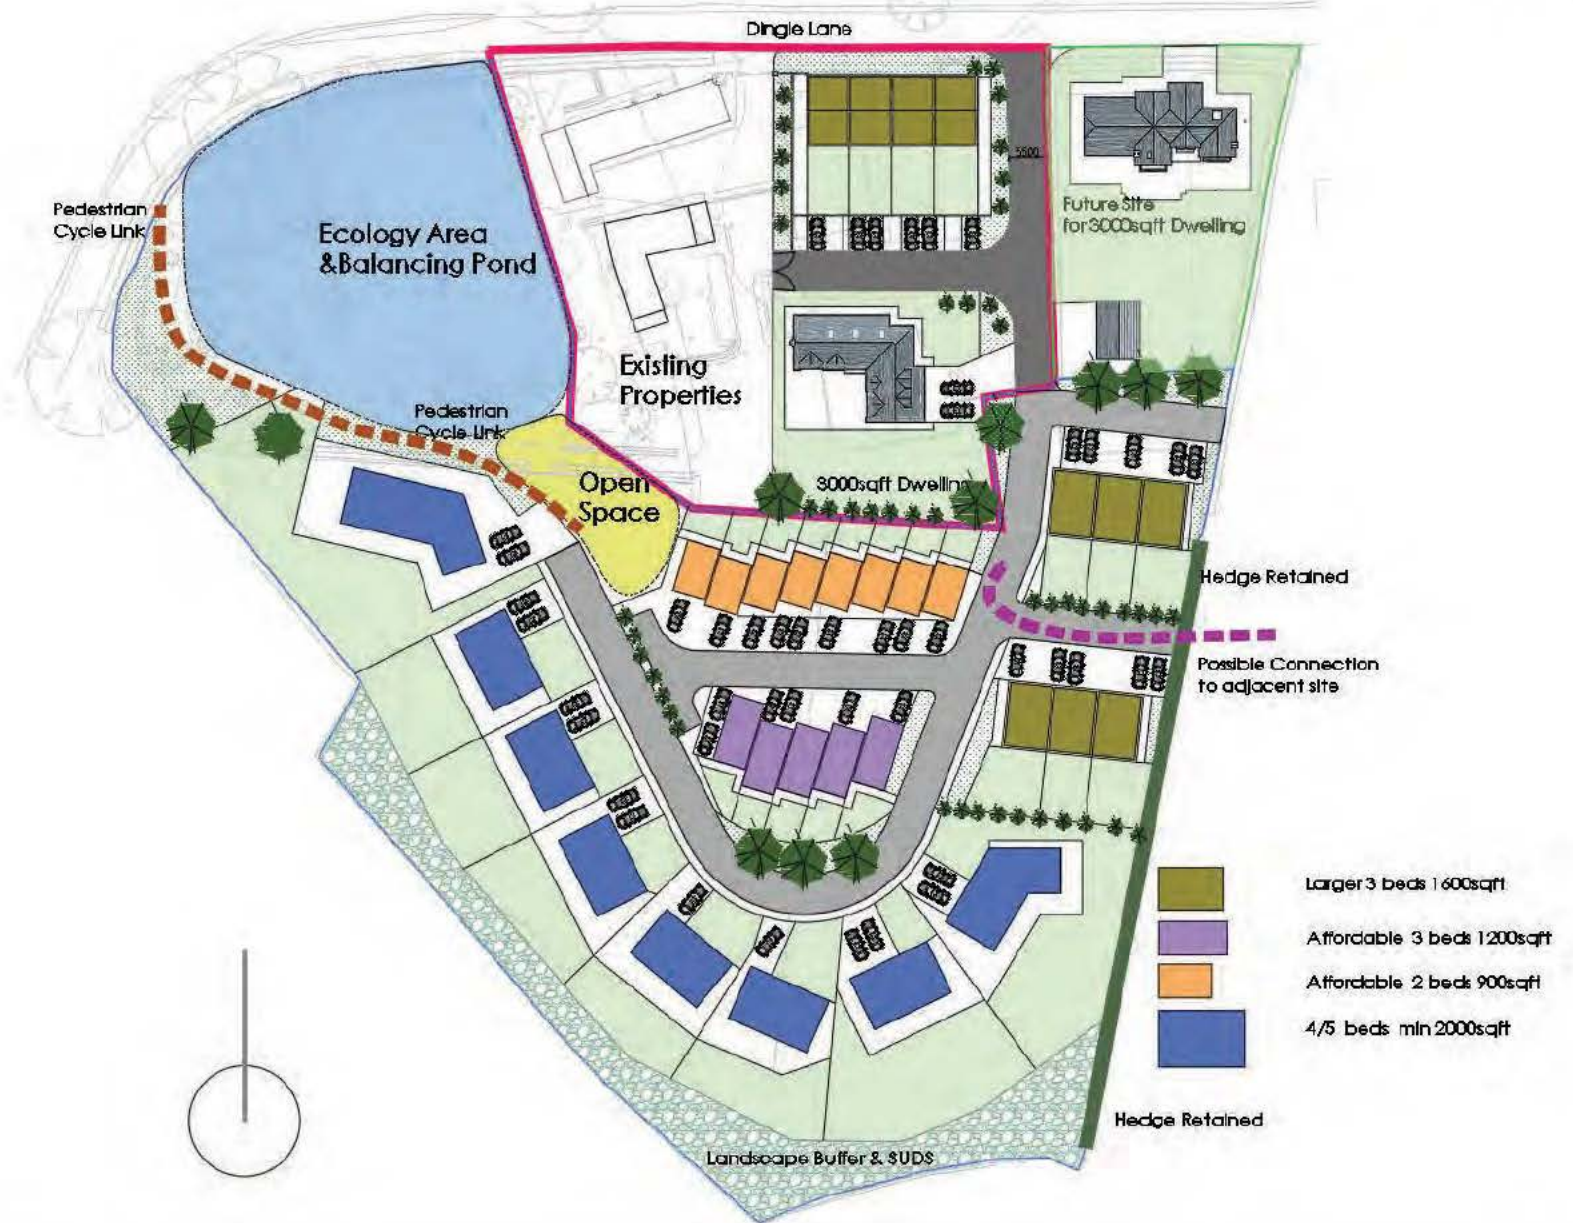 Dingle Lane
Pedestrian
Cycle Link
Ecology Area
&Balancing Pond
5500
Future Site
for 3000sqft Dwelling
Existing
Properties
Pedestrian
Cycle Link
Open
Space
3000sqft Dwelling
Hedge Retained
Possible Connection
to adjacent site
Larger 3 beds 1600sqft
Affordable 3 beds 1200sqft
Affordable 2 beds 900sqft
4/5 beds min 2000sqft
Hedge Retained
Landscape Buffer & SUDS